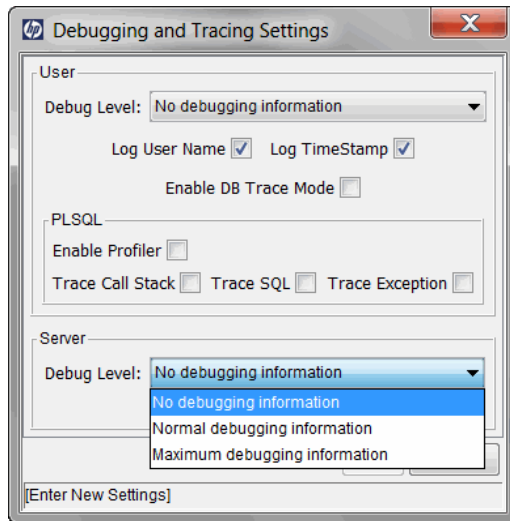 hp Debugging and Tracing Settings X
User
Debug Level: No debugging information
Log User Name Log TimeStamp
Enable DB Trace Mode
PLSQL
Enable Profiler
Trace Call Stack Trace SQL Trace Exception
Server
Debug Level: No debugging information
No debugging information
Normal debugging information
Maximum debugging information
[Enter New Settings]